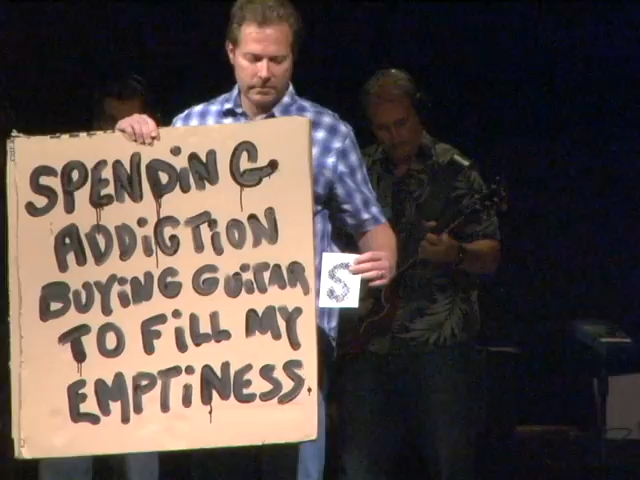 SPENDING
ADDICTION
BUYING GUITAR S
TO FILL MY
EMPTINESS.